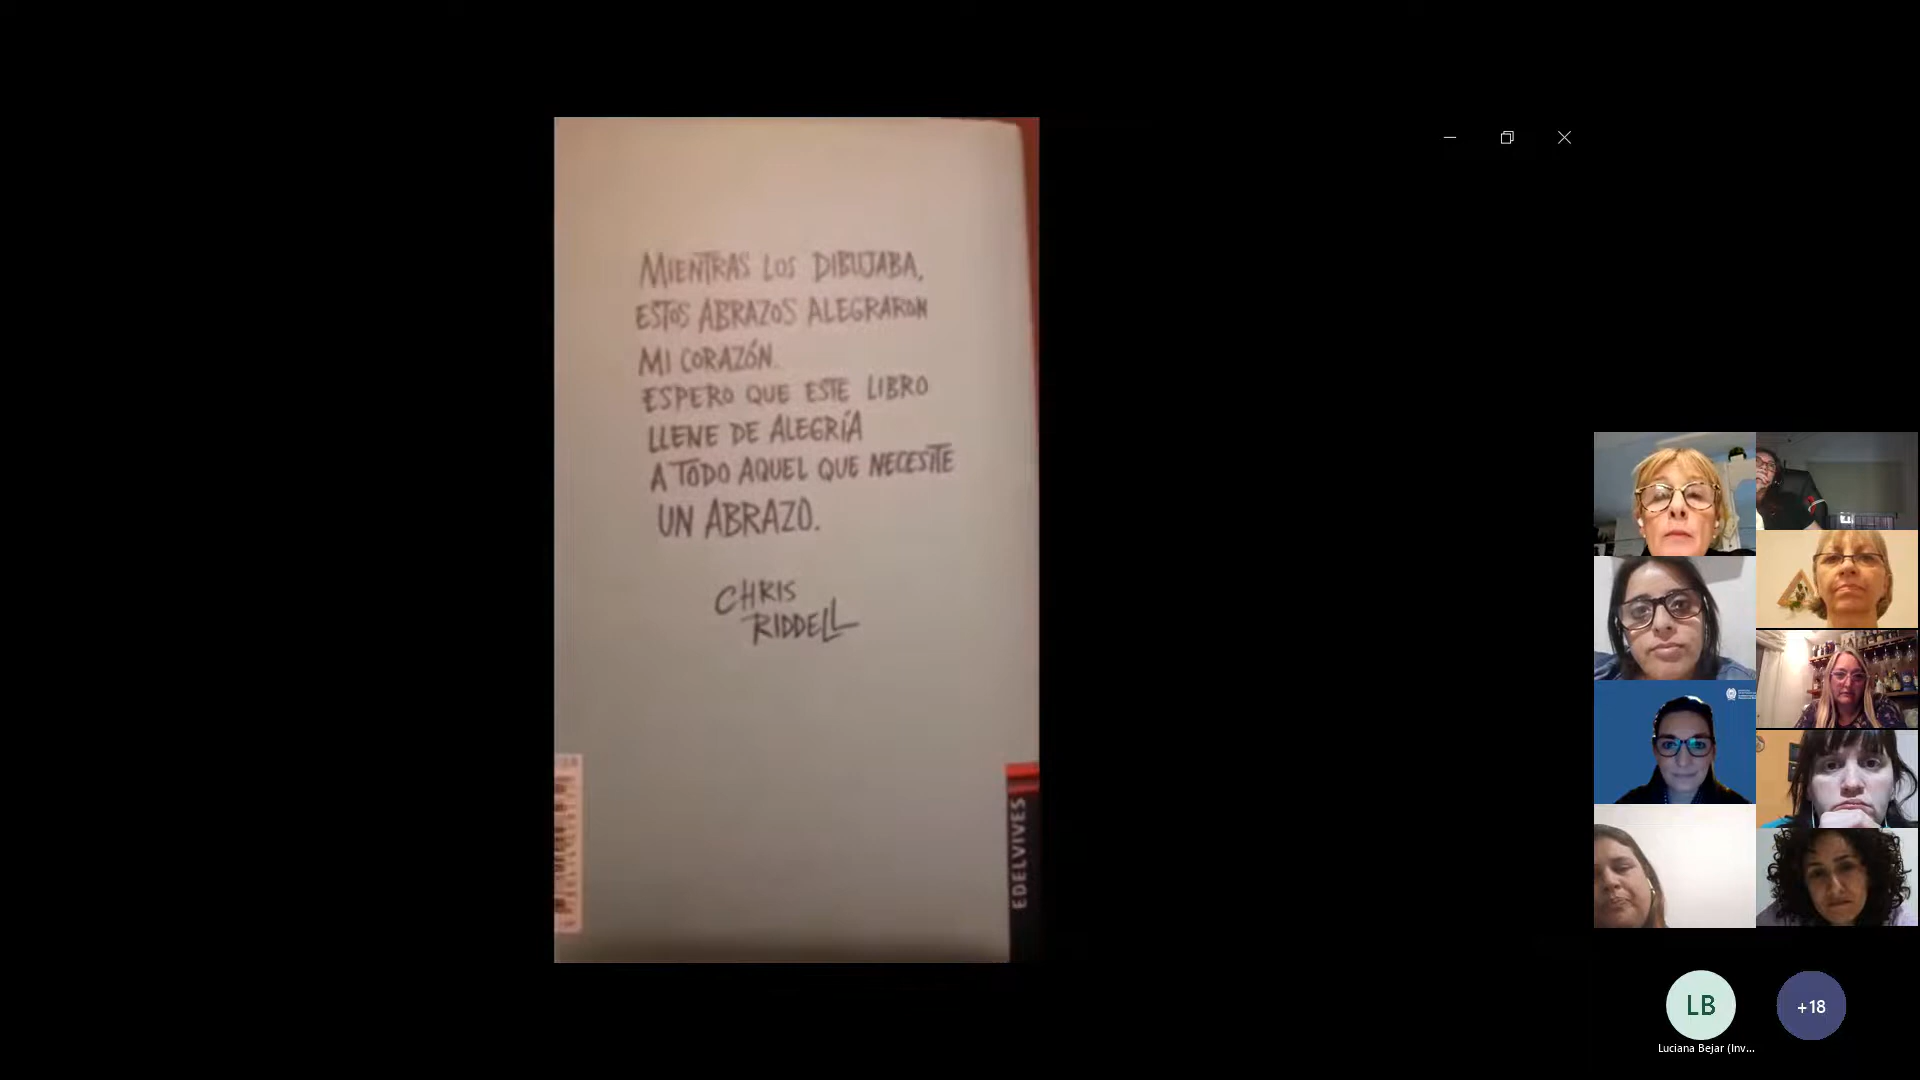 MIENTRAS LOS DIBUJABA,
ESTOS ABRAZOS ALEGRARON
MI CORAZÓN.
ESPERO QUE ESTE LIBRO
LLENE DE ALEGRÍA
A TODO AQUEL QUE NECESITE
UN ABRAZO.
CHRIS
RIDDELL
EDELVIVES
LB
+18
Luciana Bejar (Inv...